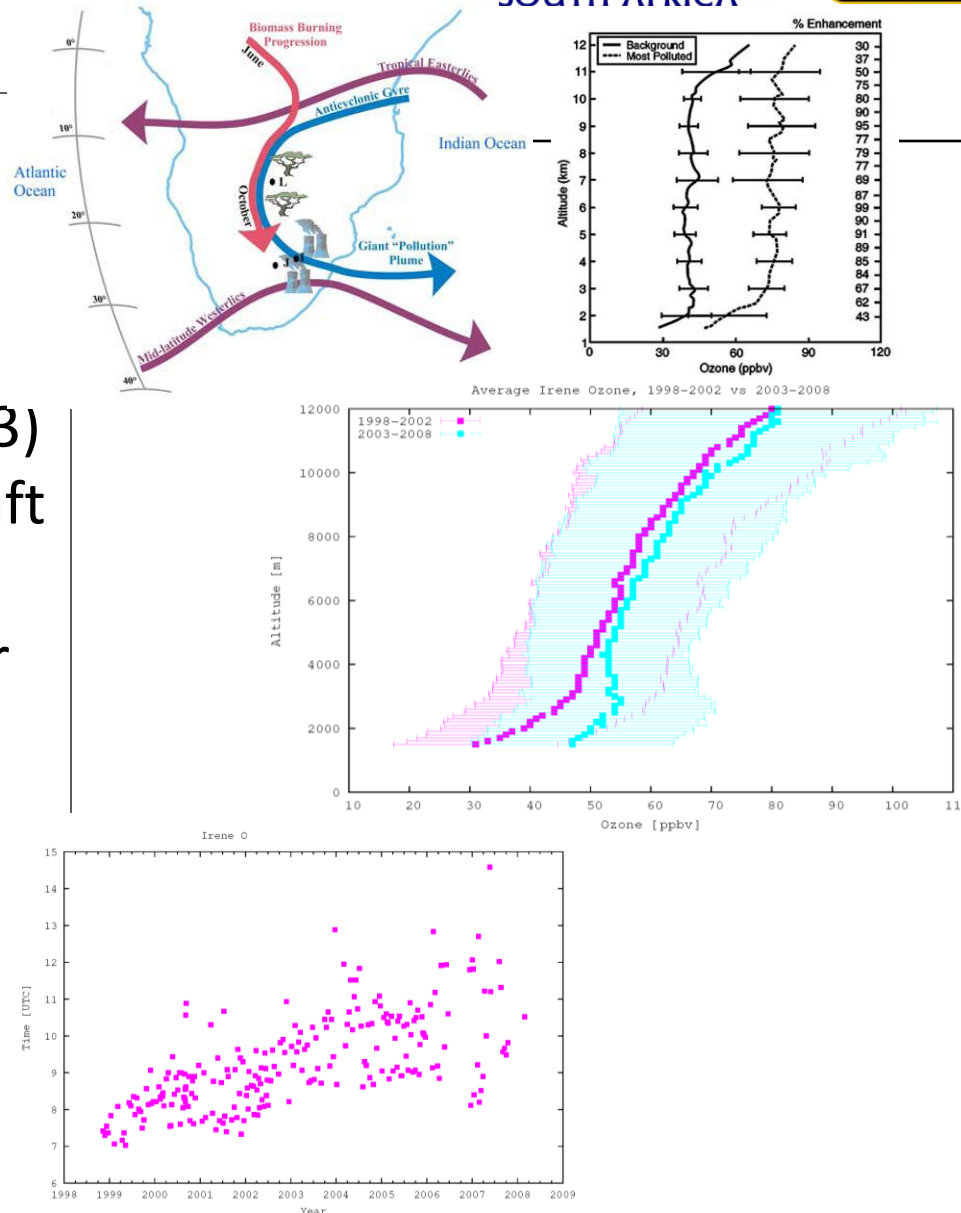 SOUTH AFRICA
Biomass Burning
Progression
June
Tropical Easterlies
Anticyclonic Gyre
Indian Ocean
Atlantic
Ocean
L
October
Giant "Pollution"
Plume
J
I
Mid-latitude Westerlies
0°
10°
20°
30°
40°
% Enhancement
Background
Most Polluted
12
11
10
9
8
7
6
5
4
3
2
1
Altitude (km)
30
37
50
75
80
90
95
77
79
77
69
87
99
90
91
89
85
84
67
62
43
0 30 60 90 120
Ozone (ppbv)
3)
ft
r
Average Irene Ozone, 1998-2002 vs 2003-2008
1998-2002
2003-2008
12000
10000
8000
6000
4000
2000
0
Altitude [m]
10 20 30 40 50 60 70 80 90 100 11
Ozone [ppbv]
Irene O
15
14
13
12
11
10
9
8
7
6
Time [UTC]
1998 1999 2000 2001 2002 2003 2004 2005 2006 2007 2008 2009
Year